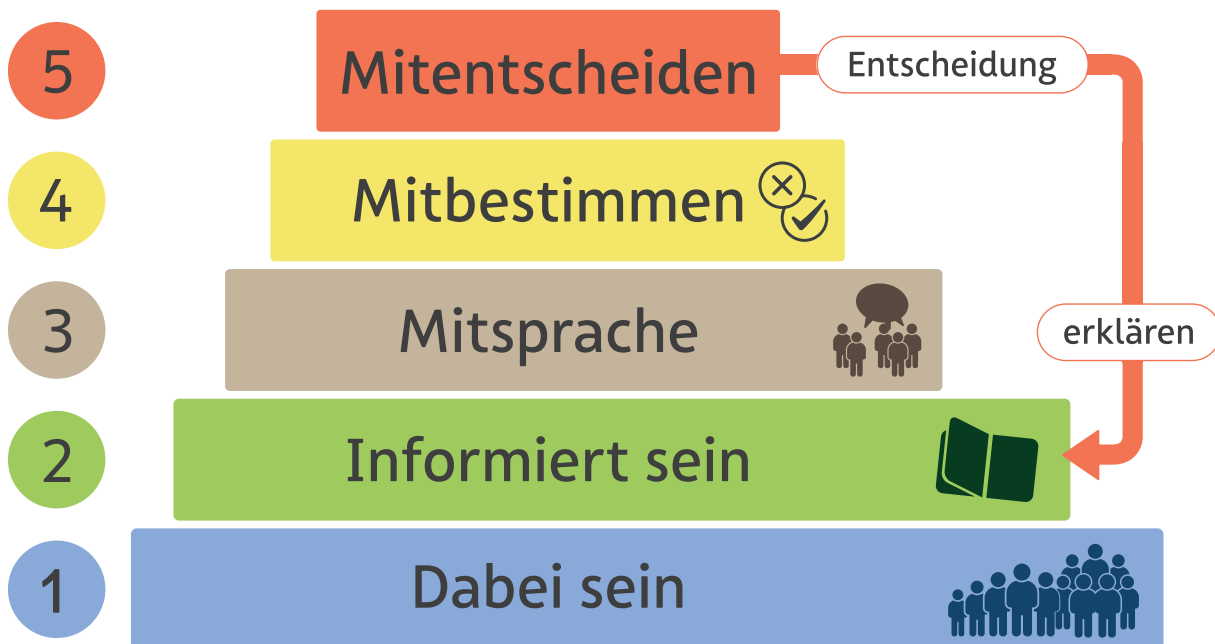 5
Mitentscheiden
Entscheidung
4
Mitbestimmen
3
Mitsprache
erklären
2
Informiert sein
1
Dabei sein